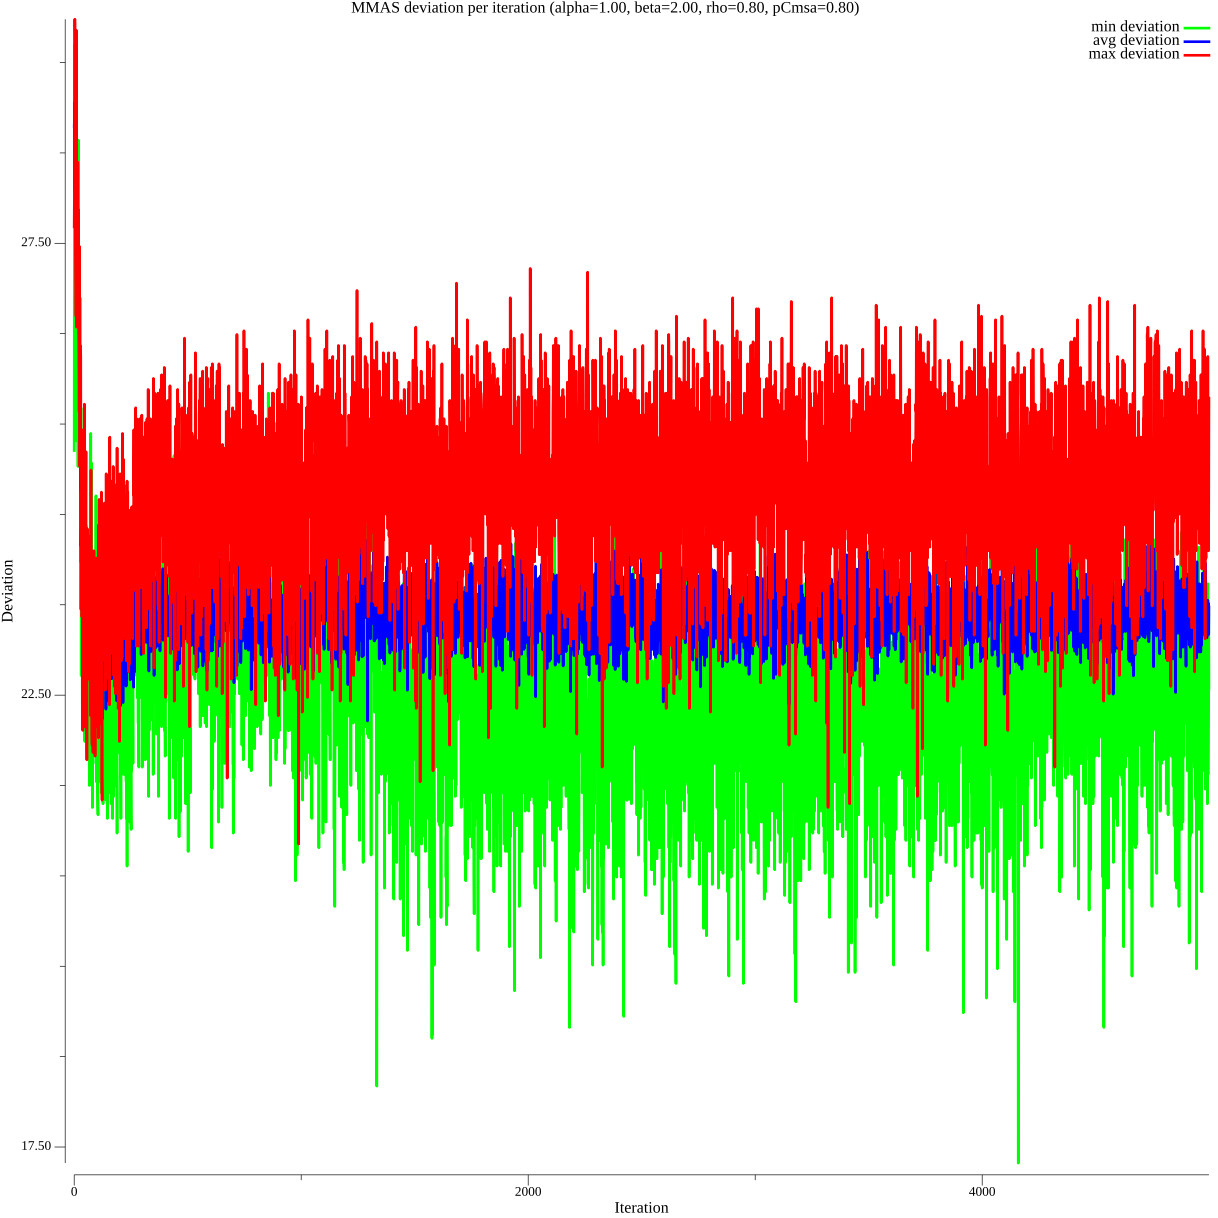 MMAS deviation per iteration (alpha=1.00, beta=2.00, rho=0.80, pCmsa=0.80)
min deviation
avg deviation
max deviation
27.50
22.50
17.50
Deviation
0
2000
4000
Iteration